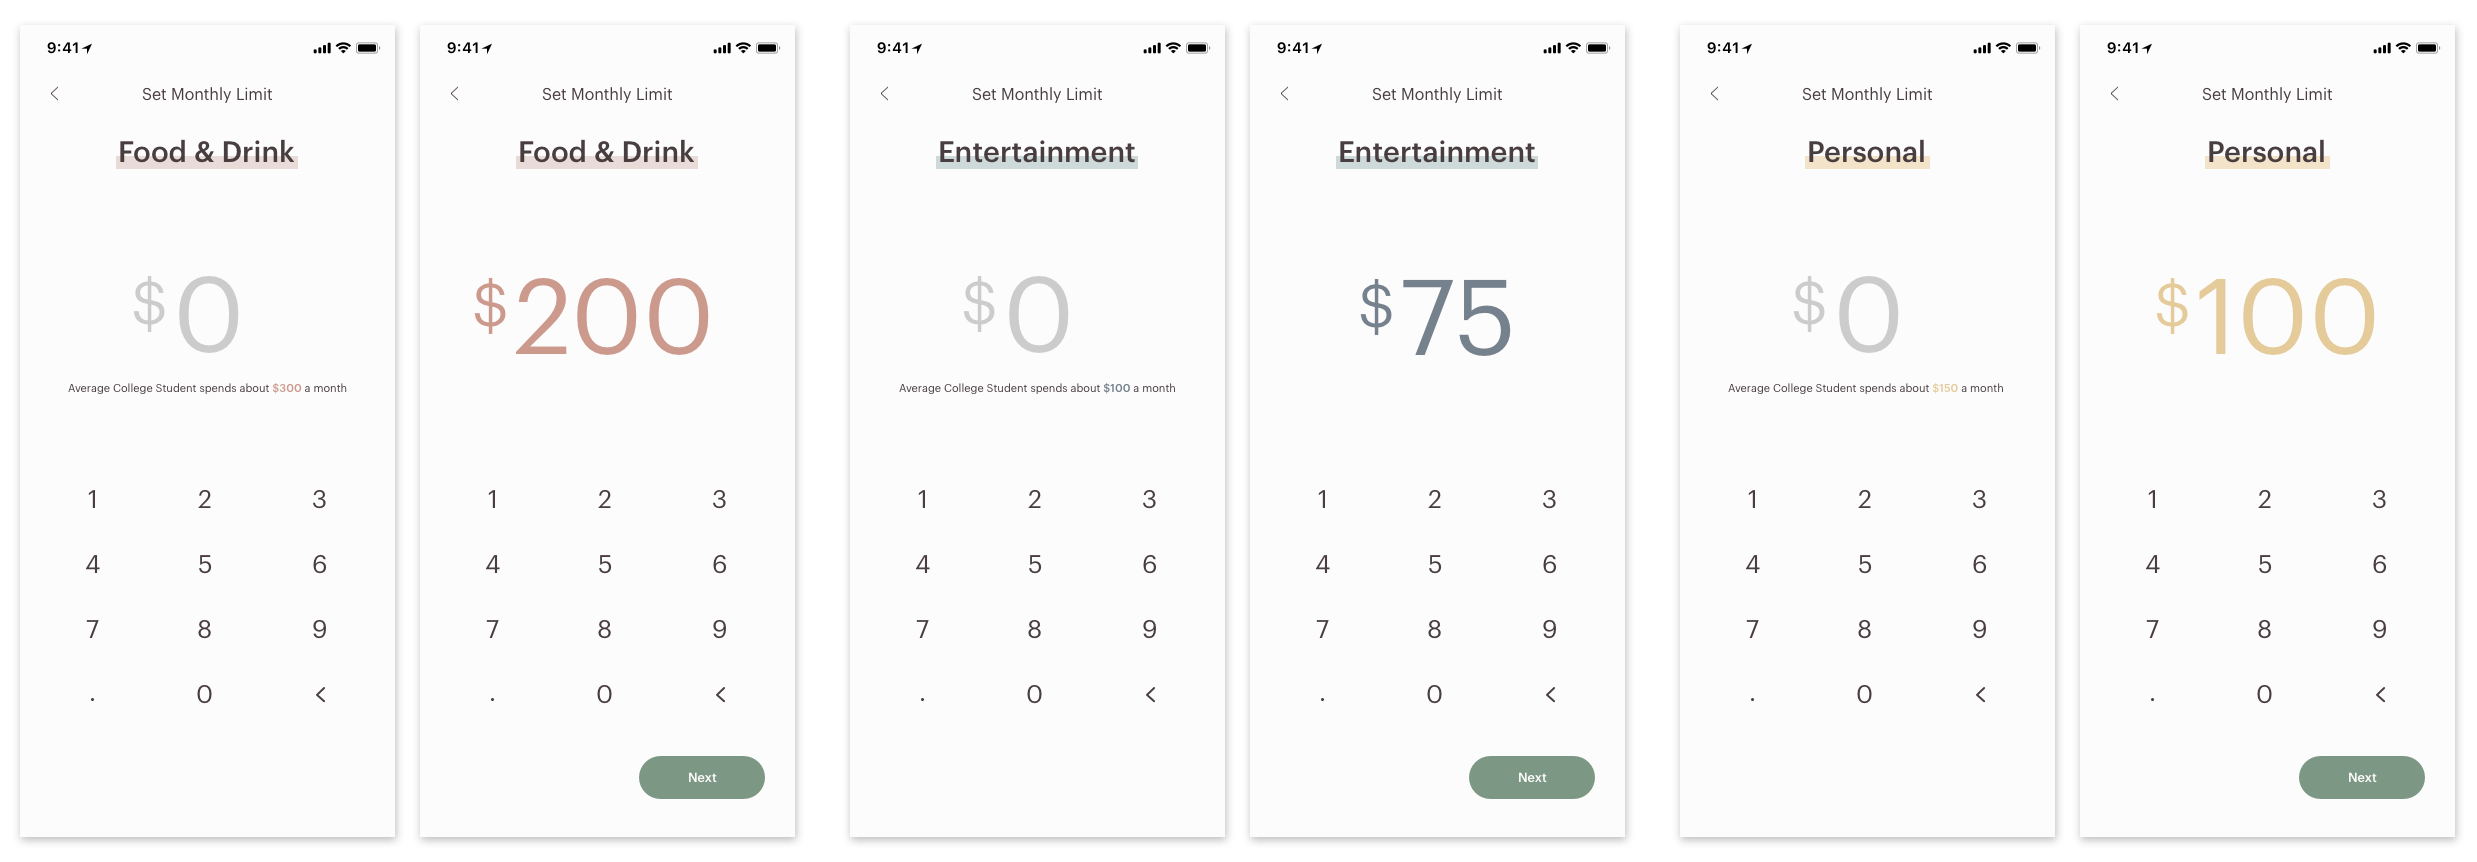 9:41
Set Monthly Limit
Food & Drink
$0
Average College Student spends about $300 a month
1 2 3
4 5 6
7 8 9
. 0 <
9:41
Set Monthly Limit
Food & Drink
$200
1 2 3
4 5 6
7 8 9
. 0 <
Next
9:41
Set Monthly Limit
Entertainment
$0
Average College Student spends about $100 a month
1 2 3
4 5 6
7 8 9
. 0 <
9:41
Set Monthly Limit
Entertainment
$75
1 2 3
4 5 6
7 8 9
. 0 <
Next
9:41
Set Monthly Limit
Personal
$0
Average College Student spends about $150 a month
1 2 3
4 5 6
7 8 9
. 0 <
9:41
Set Monthly Limit
Personal
$100
1 2 3
4 5 6
7 8 9
. 0 <
Next